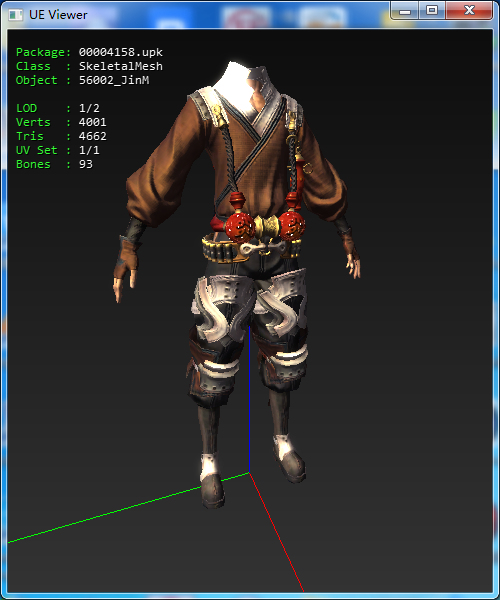 UE Viewer
Package: 00004158.upk
Class : SkeletalMesh
Object : 56002_JinM
LOD : 1/2
Verts : 4001
Tris : 4662
UV Set : 1/1
Bones : 93